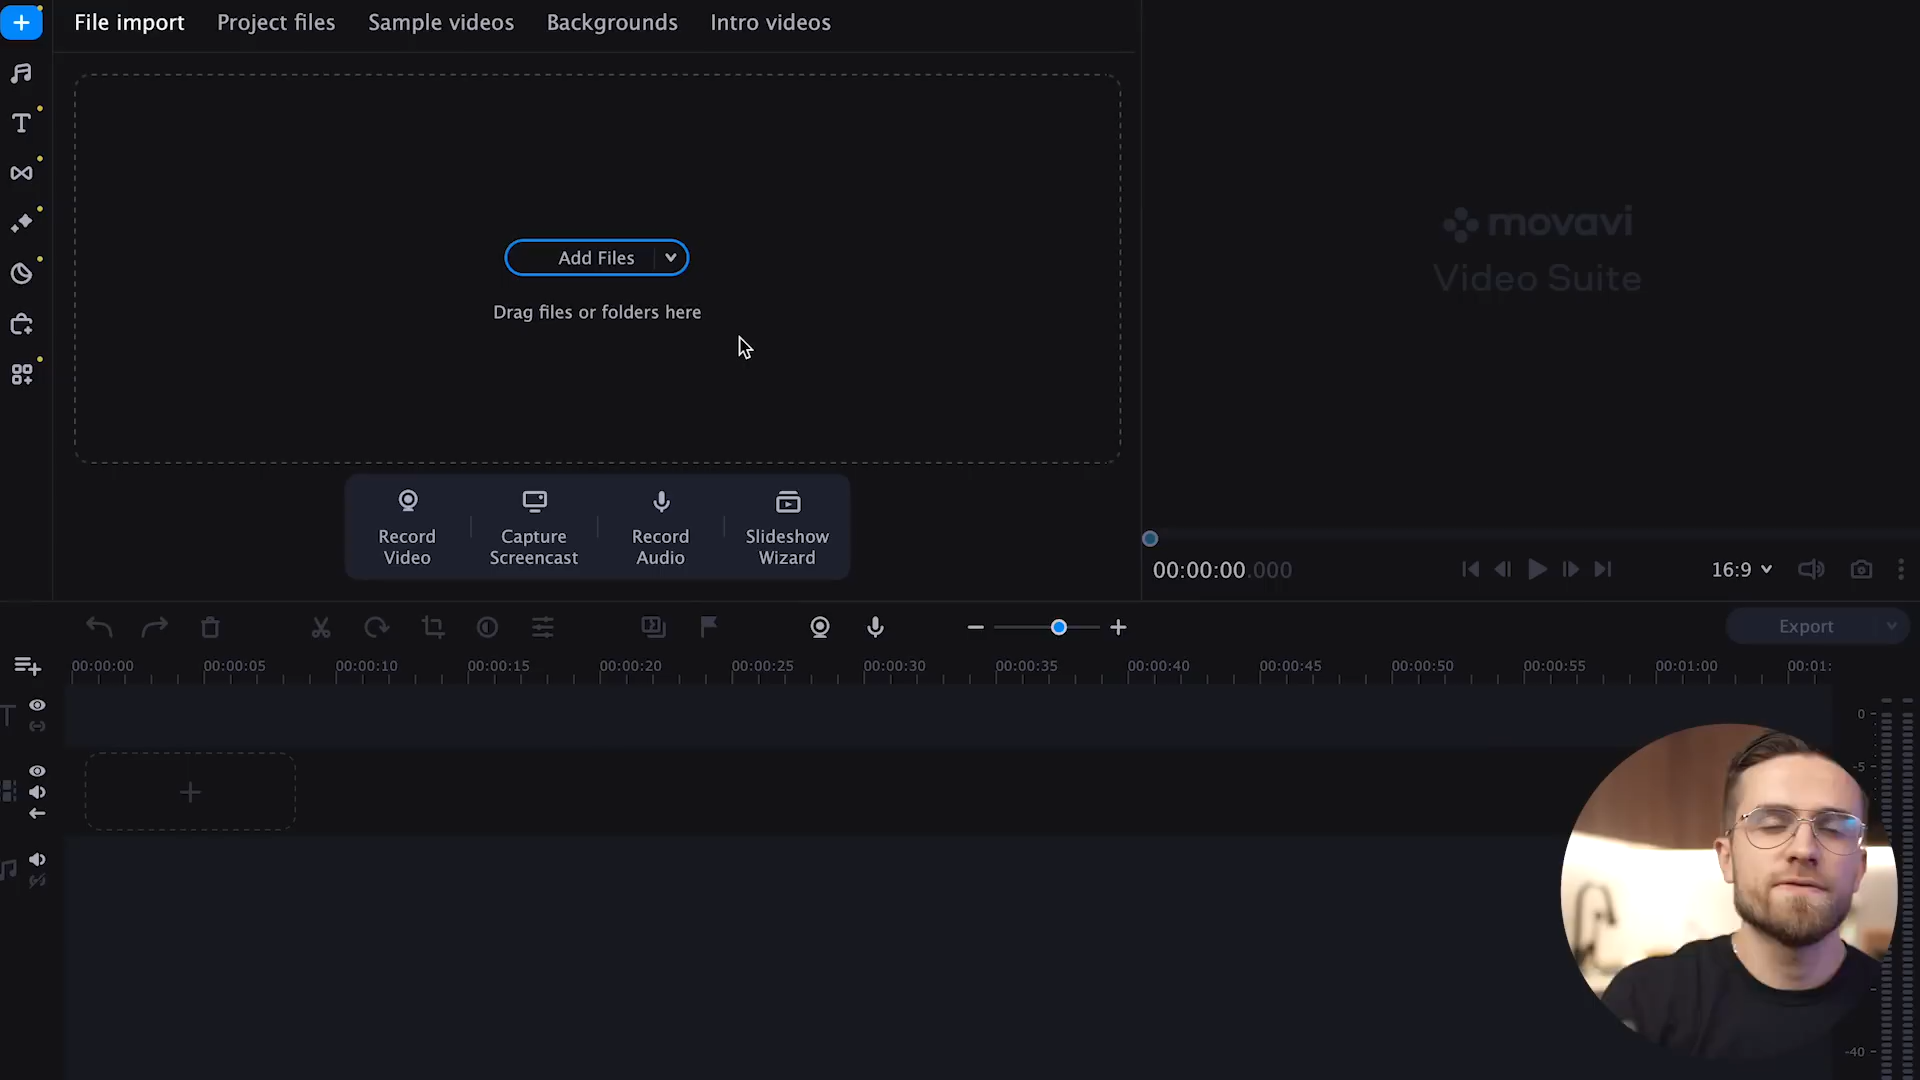 File import
Project files
Sample videos
Backgrounds
Intro videos
Add Files
Drag files or folders here
Record
Video
Capture
Screencast
Record
Audio
Slideshow
Wizard
movavi
Video Suite
00:00:00.000
16:9
Export
00:00:00
00:00:05
00:00:10
00:00:15
00:00:20
00:00:25
00:00:30
00:00:35
00:00:40
00:00:45
00:00:50
00:00:55
00:01:00
00:01:
0
-5
-40